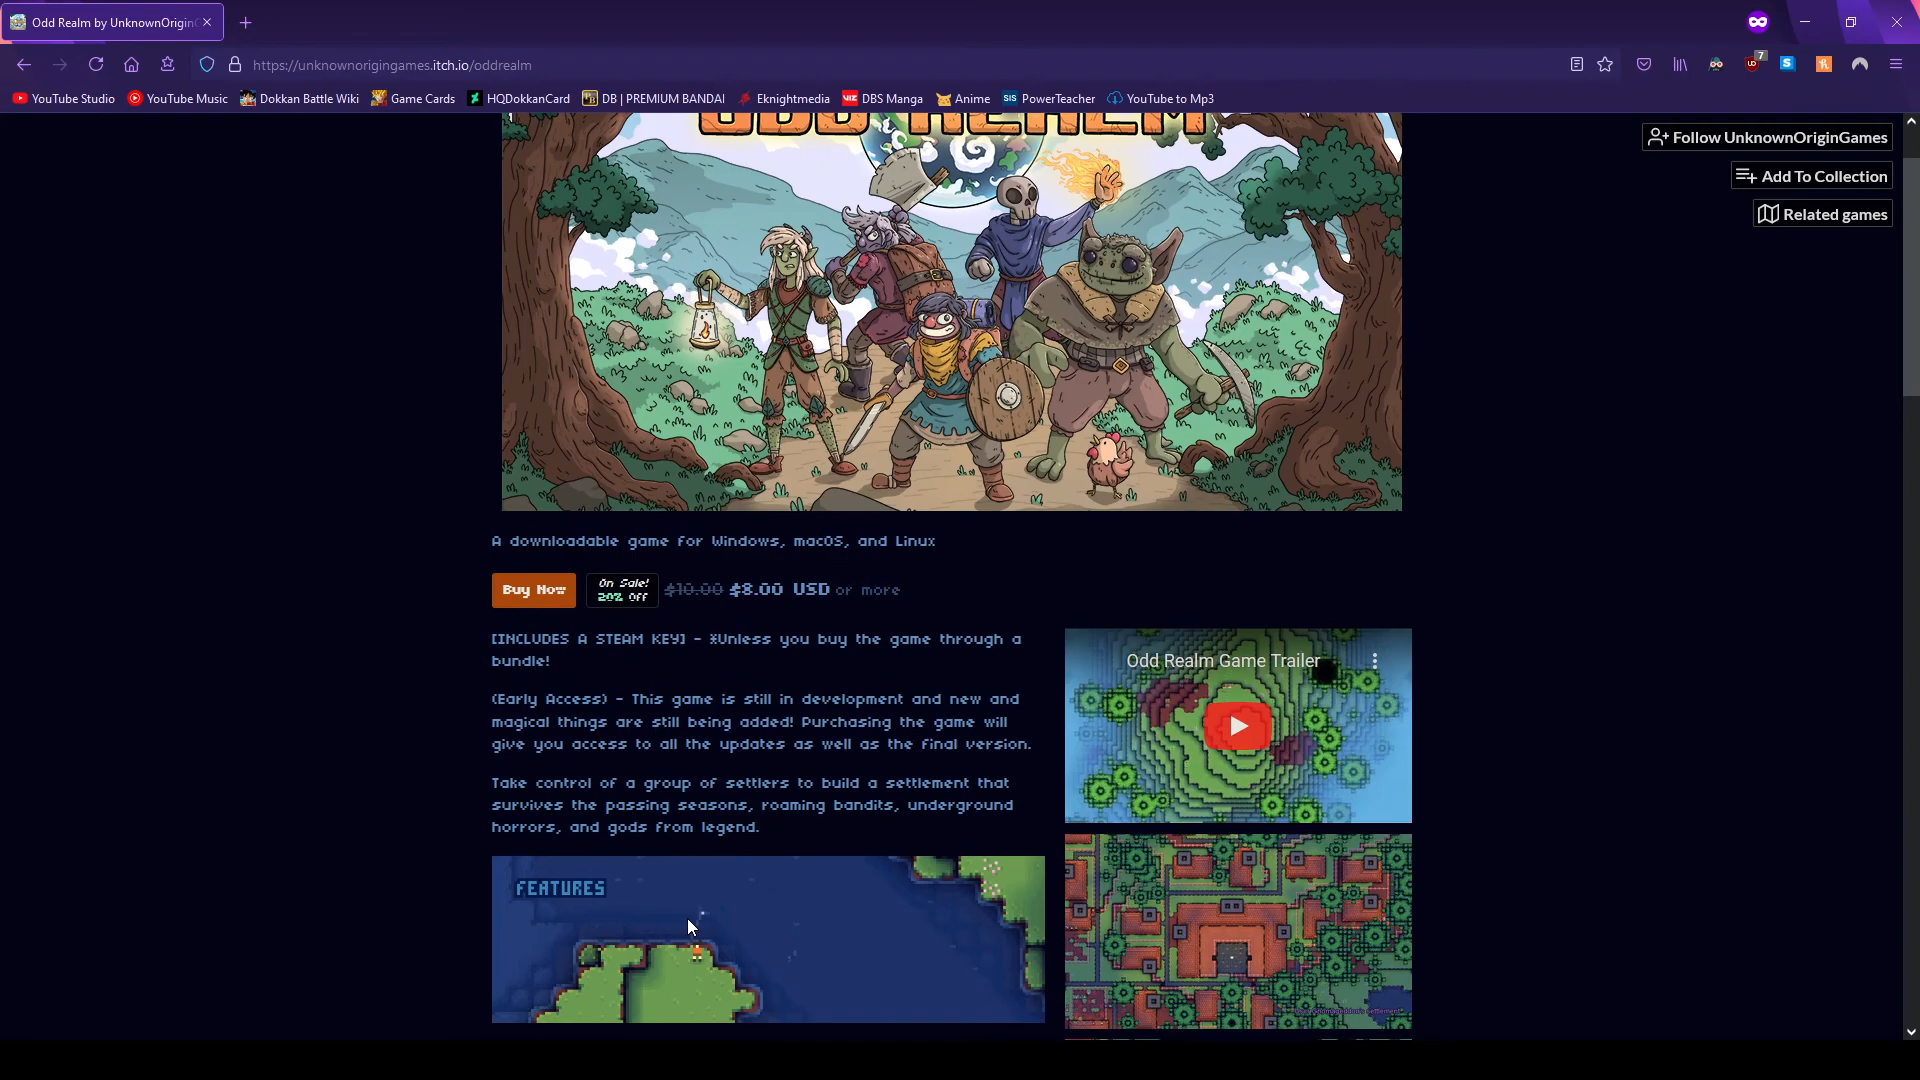 Odd Realm by UnknownOrigin
https://unknownorigingames.itch.io/oddrealm
7
YouTube Studio
YouTube Music
Dokkan Battle Wiki
Game Cards
HQDokkanCard
DB | PREMIUM BANDAI
Eknightmedia
DBS Manga
Anime
PowerTeacher
YouTube to Mp3
ODD REALM
Follow UnknownOriginGames
Add To Collection
Related games
A downloadable game for Windows, macOS, and Linux
Buy Now
On Sale!
20% Off
$10.00 $8.00 USD or more
[INCLUDES A STEAM KEY] - *Unless you buy the game through a
bundle!
(Early Access) - This game is still in development and new and
magical things are still being added! Purchasing the game will
give you access to all the updates as well as the final version.
Take control of a group of settlers to build a settlement that
survives the passing seasons, roaming bandits, underground
horrors, and gods from legend.
Odd Realm Game Trailer
FEATURES